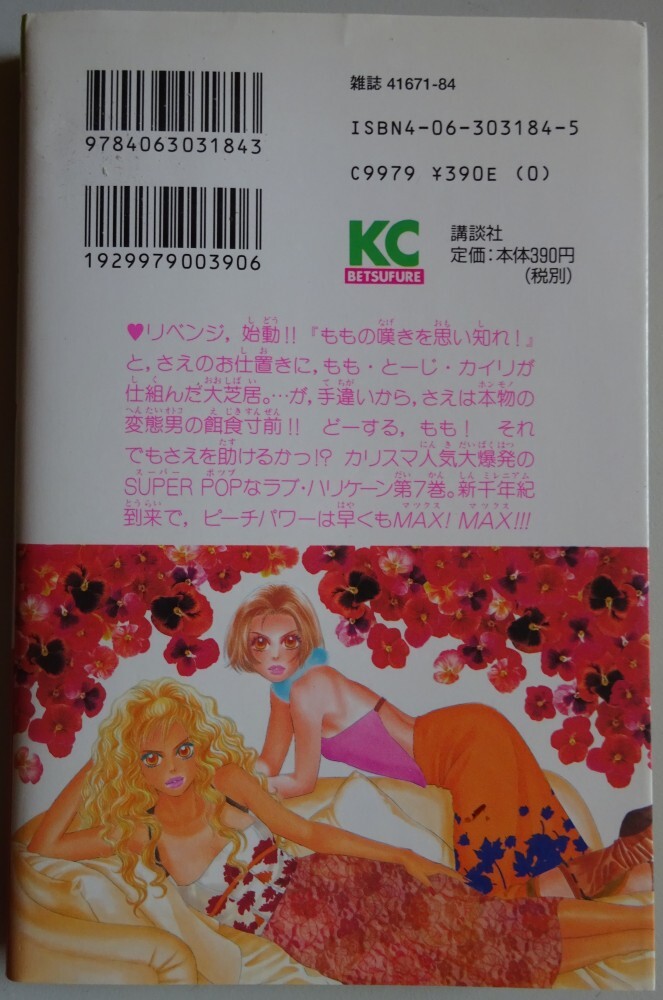 雑誌 41671-84
9784063031843
ISBN4-06-303184-5
C9979 ¥390E (0)
1929979003906
KC
BETSUFURE
講談社
定価:本体390円
(税別)
♥リベンジ,始動!!『ももの嘆きを思い知れ!』
と,さえのお仕置きに,もも・とーじ・カイリが
仕組んだ大芝居。…が,手違いから,さえは本物の
変態男の餌食寸前!! どーする,もも! それ
でもさえを助けるかっ!? カリスマ人気大爆発の
SUPER POPなラブ・ハリケーン第7巻。新千年紀
到来で,ピーチパワーは早くもMAX! MAX!!!